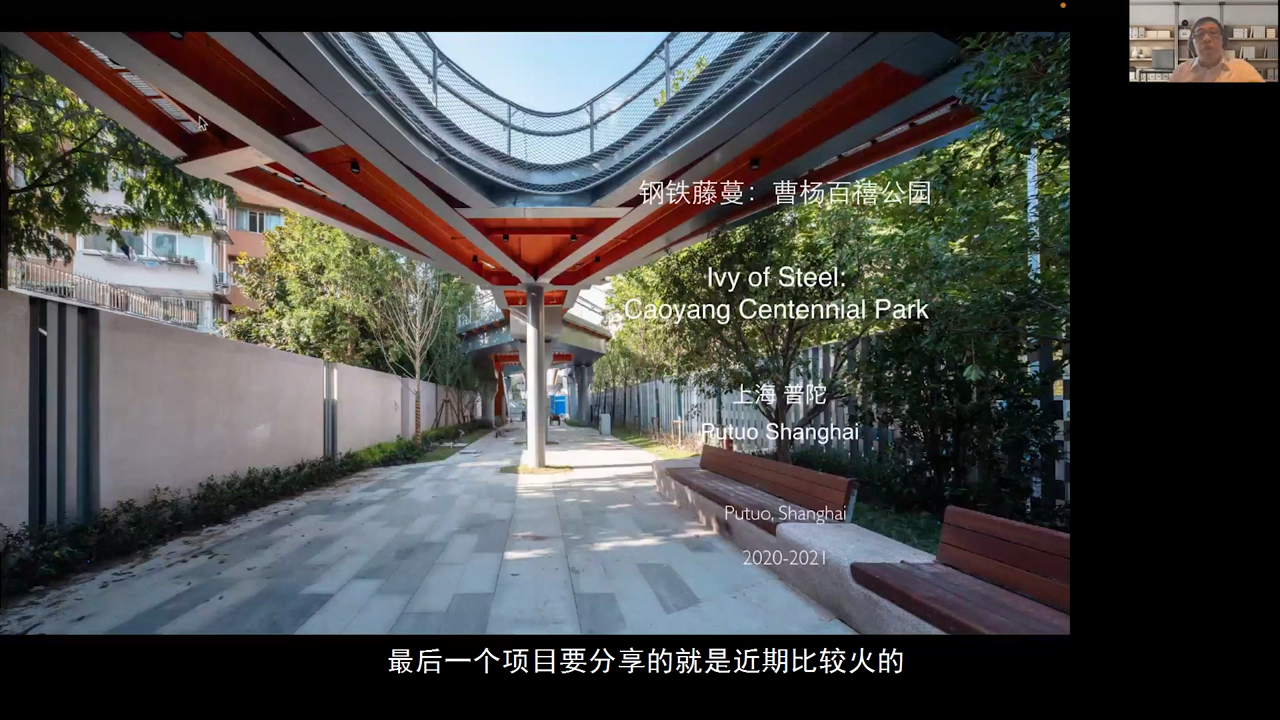 钢铁藤蔓：曹杨百禧公园
Ivy of Steel:
Caoyang Centennial Park
上海 普陀
Putuo Shanghai
Putuo, Shanghai
2020-2021
最后一个项目要分享的就是近期比较火的